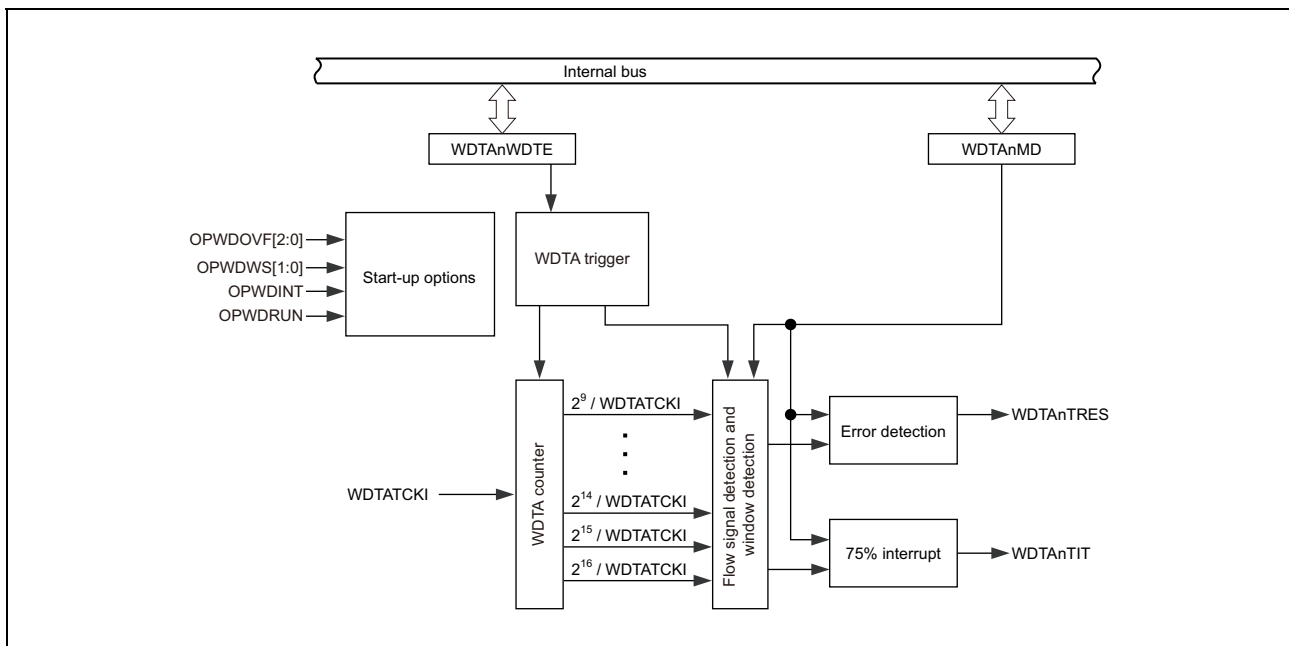 Internal bus
WDTAnWDTE
WDTAnMD
OPWDOVF[2:0]
OPWDWS[1:0]
OPWDINT
OPWDRUN
Start-up options
WDTA trigger
WDTATCKI
WDTA counter
2⁹ / WDTATCKI
2¹⁴ / WDTATCKI
2¹⁵ / WDTATCKI
2¹⁶ / WDTATCKI
Flow signal detection and
window detection
Error detection
WDTAnTRES
75% interrupt
WDTAnTIT